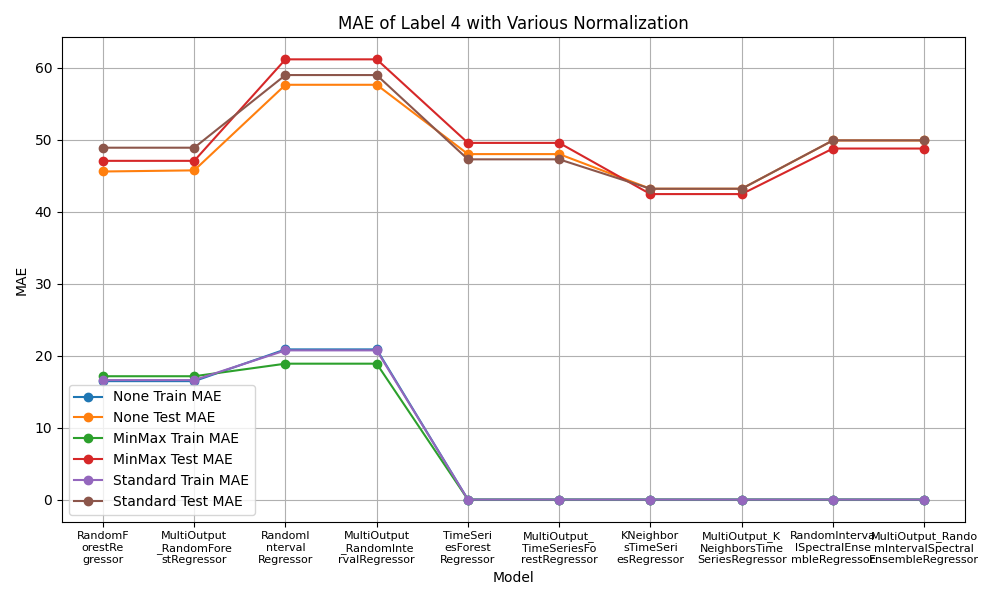 MAE of Label 4 with Various Normalization
MAE
60
50
40
30
20
10
0
None Train MAE
None Test MAE
MinMax Train MAE
MinMax Test MAE
Standard Train MAE
Standard Test MAE
RandomF
orestRe
gressor
MultiOutput
_RandomFore
stRegressor
RandomI
nterval
Regressor
MultiOutput
_RandomInte
rvalRegressor
TimeSeri
esForest
Regressor
MultiOutput_
TimeSeriesFo
restRegressor
KNeighbor
sTimeSeri
esRegressor
MultiOutput_K
NeighborsTime
SeriesRegressor
RandomInterva
lSpectralEnse
mbleRegressor
MultiOutput_Rando
mIntervalSpectral
EnsembleRegressor
Model